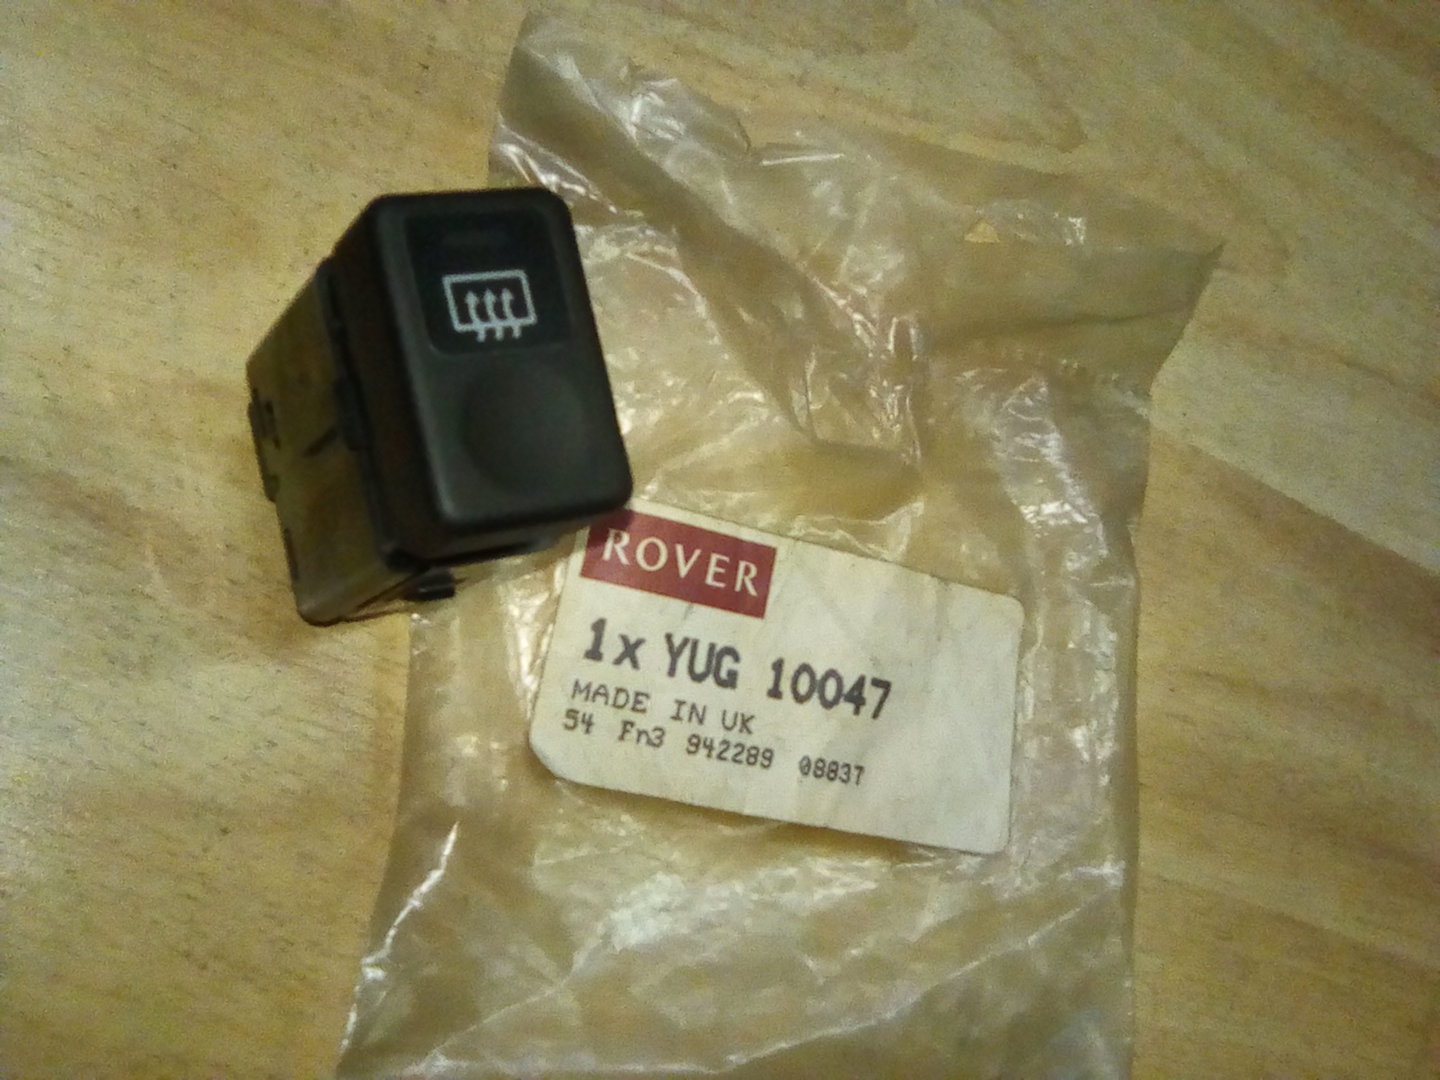 ROVER
1x YUG 10047
MADE IN UK
54 Fn3 942289 08837